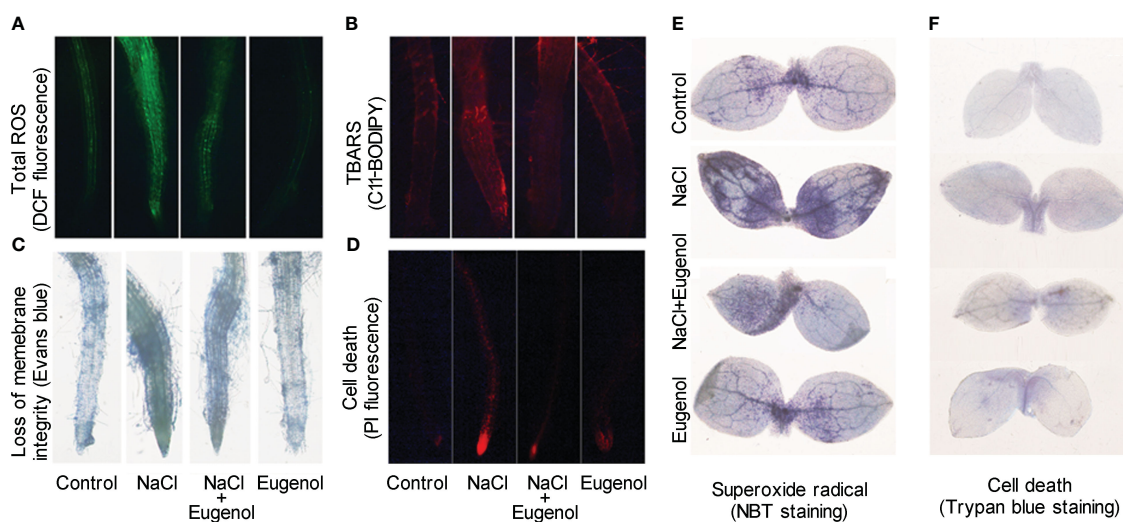 A
Total ROS
(DCF fluorescence)
B
TBARS
(C11-BODIPY)
C
Loss of memebrane
integrity (Evans blue)
D
Cell death
(PI fluorescence)
Control
NaCl
NaCl
+
Eugenol
Eugenol
Control
NaCl
NaCl
+
Eugenol
Eugenol
E
Control
NaCl
NaCl+Eugenol
Eugenol
Superoxide radical
(NBT staining)
F
Cell death
(Trypan blue staining)